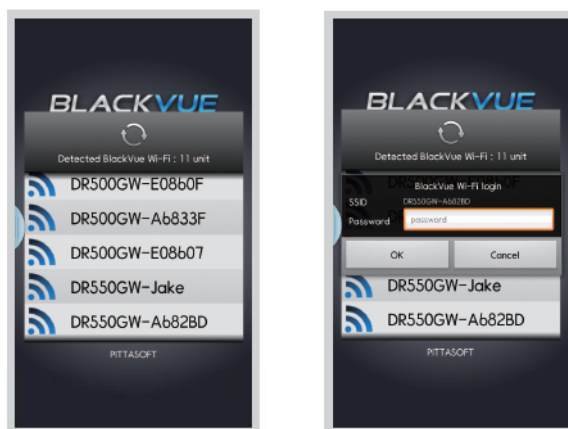 BLACKVUE
Detected BlackVue Wi-Fi : 11 unit
DR500GW-E08b0F
DR500GW-Ab833F
DR500GW-E08b07
DR550GW-Jake
DR550GW-Ab82BD
PITTASOFT
BLACKVUE
Detected BlackVue Wi-Fi : 11 unit
BlackVue Wi-Fi login
SSID DR550GW-A682BD
Password password
OK Cancel
DR550GW-Jake
DR550GW-Ab82BD
PITTASOFT